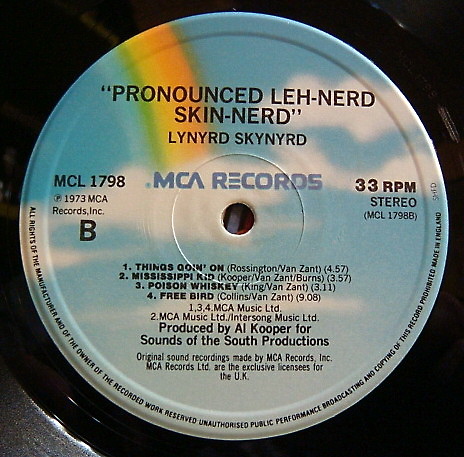 "PRONOUNCED LEH-NERD
SKIN-NERD"
LYNYRD SKYNYRD
MCL 1798
MCA RECORDS
33 RPM
℗ 1973 MCA
Records,Inc.
STEREO
(MCL 1798B)
B
1. THINGS GOIN' ON (Rossington/Van Zant) (4.57)
2. MISSISSIPPI KID (Kooper/Van Zant/Burns) (3.57)
3. POISON WHISKEY (King/Van Zant) (3.11)
4. FREE BIRD (Collins/Van Zant) (9.08)
1,3,4.MCA Music Ltd.
2.MCA Music Ltd./Intersong Music Ltd.
Produced by Al Kooper for
Sounds of the South Productions
Original sound recordings made by MCA Records, Inc.
MCA Records Ltd. are the exclusive licensees for
the U.K.
ALL RIGHTS OF THE MANUFACTURER AND OF THE OWNER OF THE RECORDED WORK RESERVED UNAUTHORISED PUBLIC PERFORMANCE BROADCASTING AND COPYING OF THIS RECORD PROHIBITED MADE IN ENGLAND